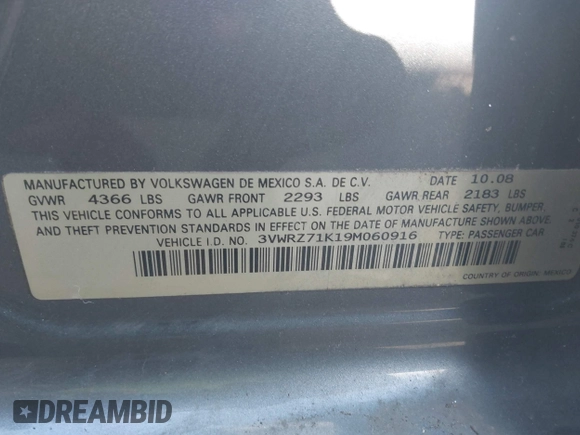 MANUFACTURED BY VOLKSWAGEN DE MEXICO S.A. DE C.V. DATE 10.08
GVWR 4366 LBS GAWR FRONT 2293 LBS GAWR REAR 2183 LBS
THIS VEHICLE CONFORMS TO ALL APPLICABLE U.S. FEDERAL MOTOR VEHICLE SAFETY, BUMPER,
AND THEFT PREVENTION STANDARDS IN EFFECT ON THE DATE OF MANUFACTURE SHOWN ABOVE.
VEHICLE I.D. NO. 3VWRZ71K19M060916 TYPE: PASSENGER CAR
COUNTRY OF ORIGIN: MEXICO
DREAMBID